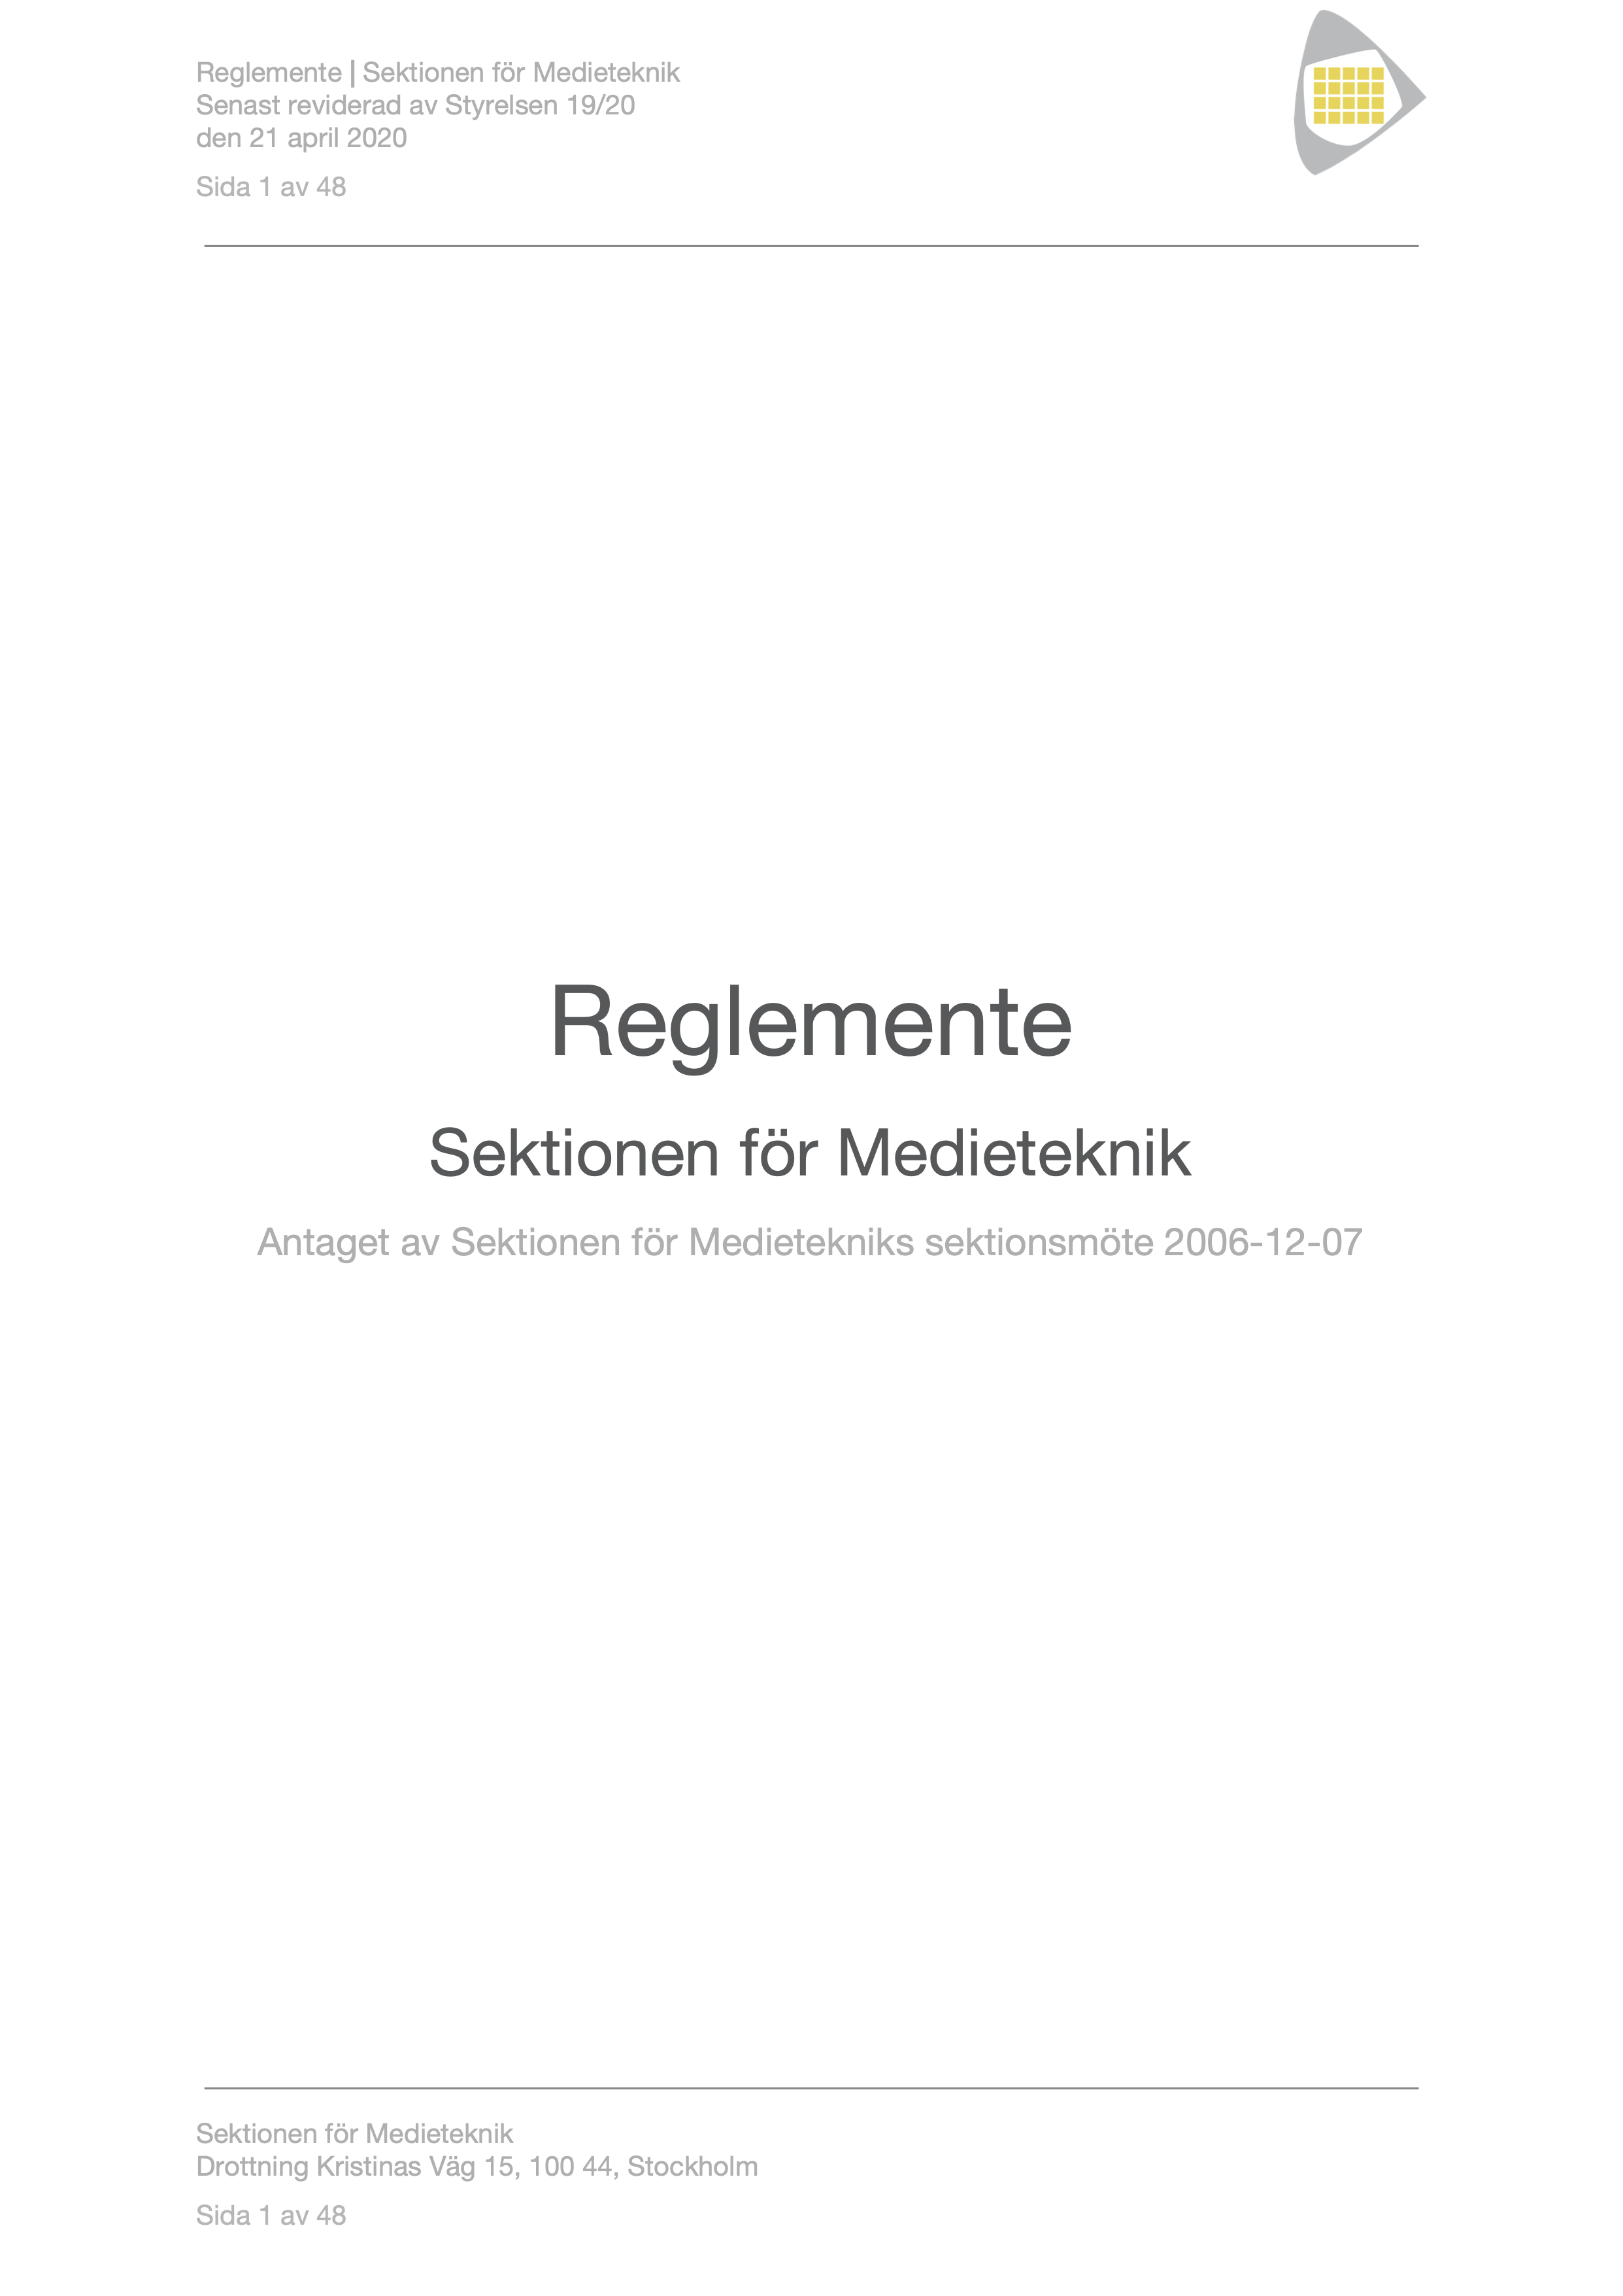 Reglemente | Sektionen för Medieteknik
Senast reviderad av Styrelsen 19/20
den 21 april 2020
Sida 1 av 48
Reglemente
Sektionen för Medieteknik
Antaget av Sektionen för Medietekniks sektionsmöte 2006-12-07
Sektionen för Medieteknik
Drottning Kristinas Väg 15, 100 44, Stockholm
Sida 1 av 48